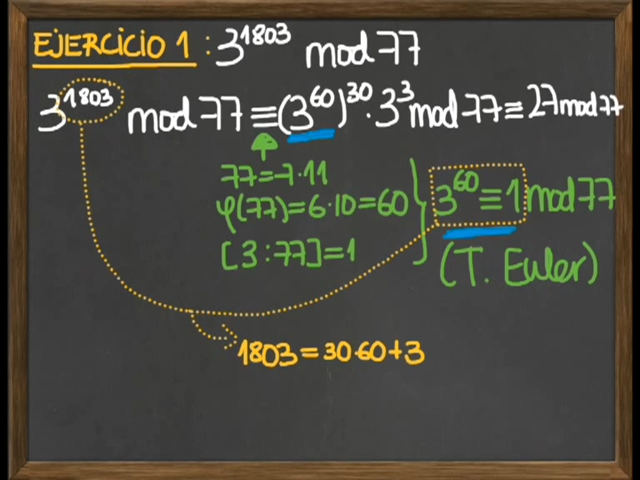 EJERCICIO 1 : 3^1803 mod 77
3^1803 mod 77 ≡ (3^60)^30 · 3^3 mod 77 ≡ 27 mod 77
77 = 7·11
φ(77) = 6·10 = 60
3^60 ≡ 1 mod 77
[3 : 77] = 1
(T. Euler)
1803 = 30·60 + 3